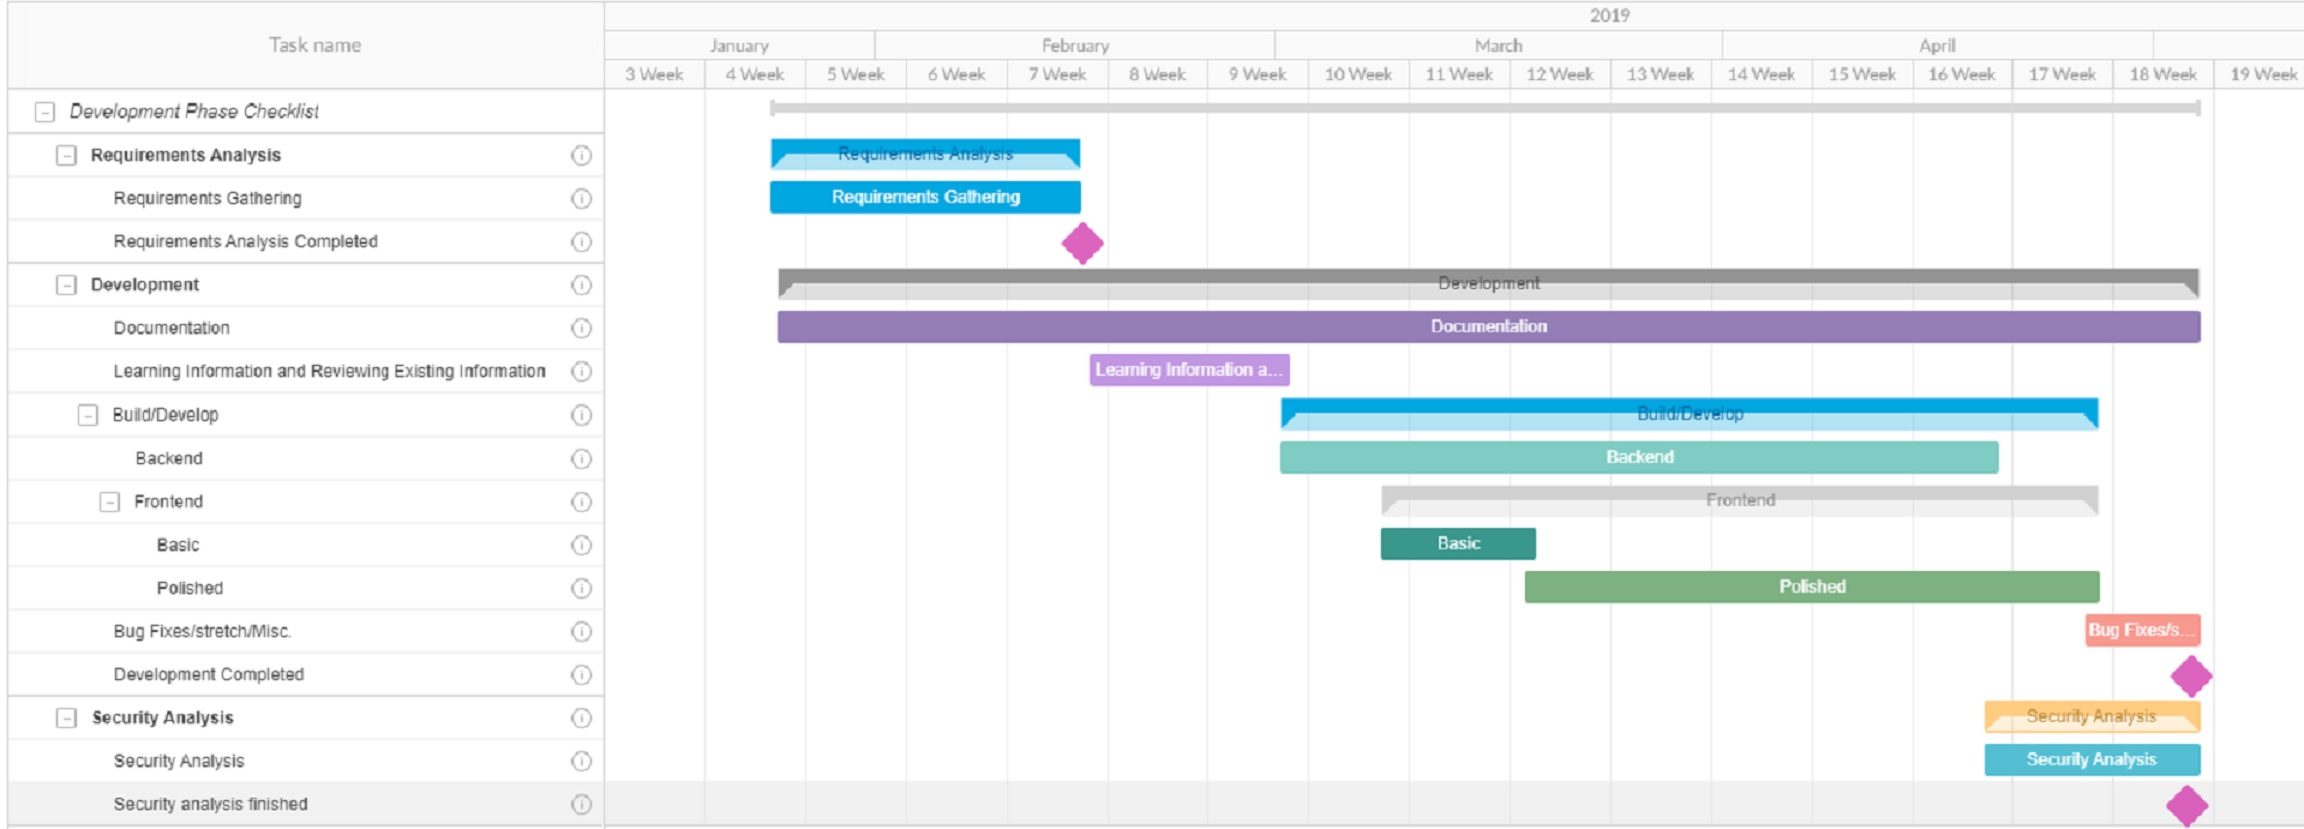 Task name
2019
January February March April
3 Week 4 Week 5 Week 6 Week 7 Week 8 Week 9 Week 10 Week 11 Week 12 Week 13 Week 14 Week 15 Week 16 Week 17 Week 18 Week 19 Week
Development Phase Checklist
Requirements Analysis Requirements Analysis
Requirements Gathering Requirements Gathering
Requirements Analysis Completed
Development Development
Documentation Documentation
Learning Information and Reviewing Existing Information Learning Information a...
Build/Develop Build/Develop
Backend Backend
Frontend Frontend
Basic Basic
Polished Polished
Bug Fixes/stretch/Misc. Bug Fixes/s...
Development Completed
Security Analysis Security Analysis
Security Analysis Security Analysis
Security analysis finished